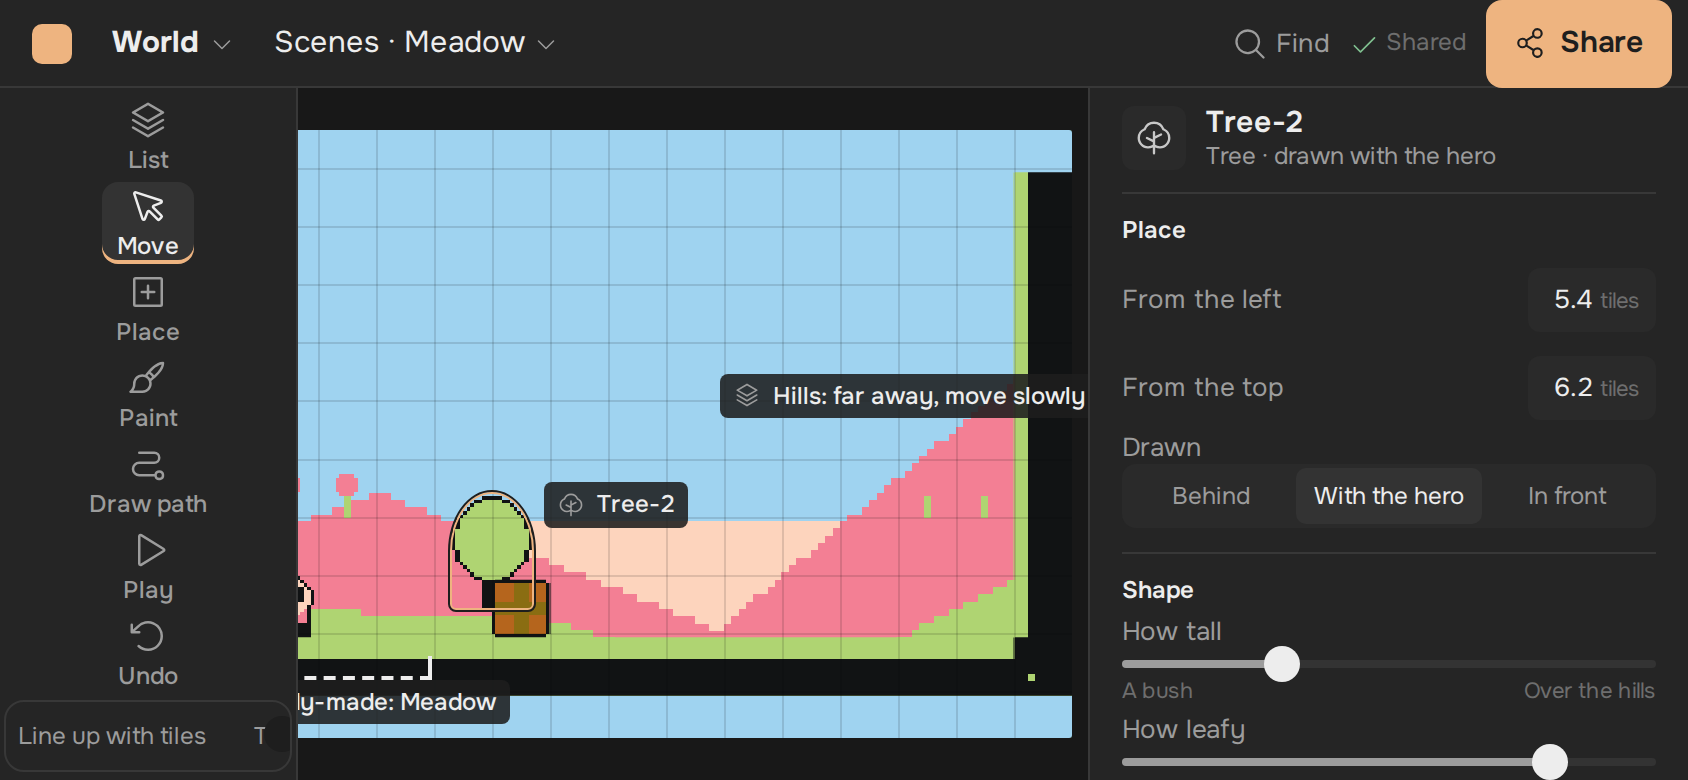 World
Scenes · Meadow
Find
Shared
Share
List
Move
Place
Paint
Draw path
Play
Undo
Line up with tiles
T
Hills: far away, move slowly
Tree-2
ly-made: Meadow
Tree-2
Tree · drawn with the hero
Place
From the left
5.4 tiles
From the top
6.2 tiles
Drawn
Behind
With the hero
In front
Shape
How tall
A bush
Over the hills
How leafy